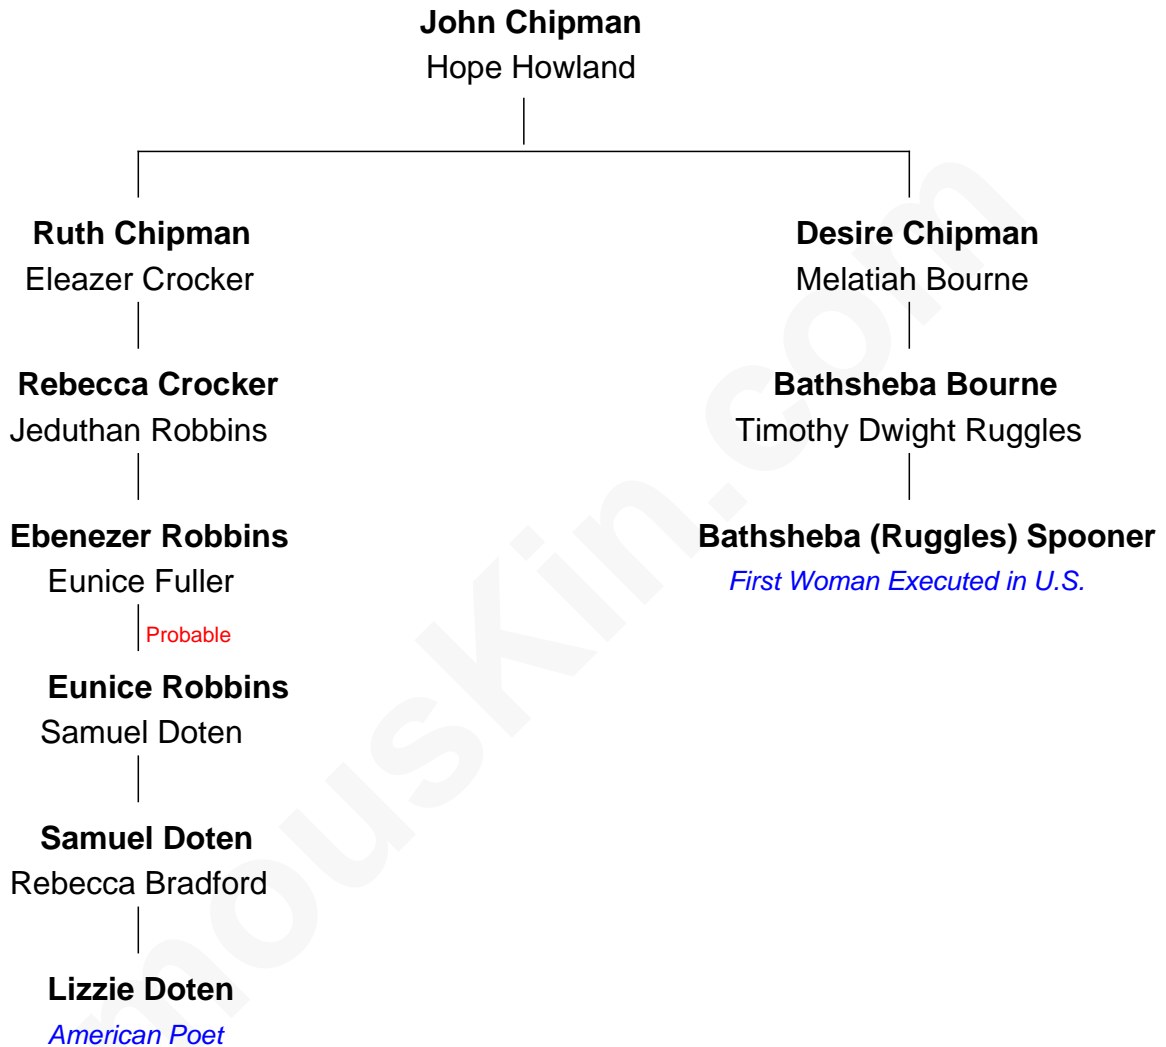 John Chipman
Hope Howland
Ruth Chipman
Eleazer Crocker
Desire Chipman
Melatiah Bourne
Rebecca Crocker
Jeduthan Robbins
Bathsheba Bourne
Timothy Dwight Ruggles
Ebenezer Robbins
Eunice Fuller
Bathsheba (Ruggles) Spooner
First Woman Executed in U.S.
Probable
Eunice Robbins
Samuel Doten
Samuel Doten
Rebecca Bradford
Lizzie Doten
American Poet
mouskin.com